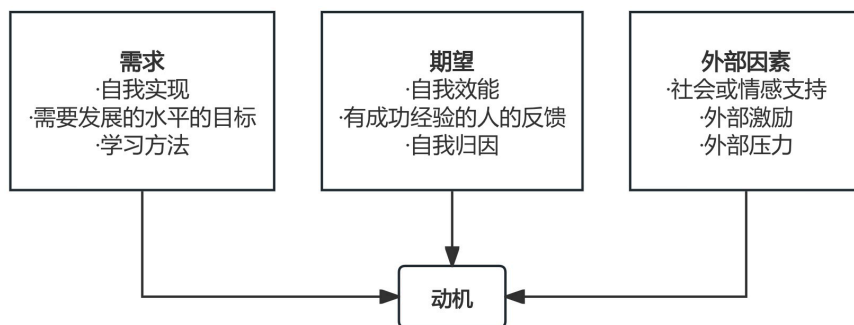 需求
·自我实现
·需要发展的水平的目标
·学习方法
期望
·自我效能
·有成功经验的人的反馈
·自我归因
外部因素
·社会或情感支持
·外部激励
·外部压力
动机